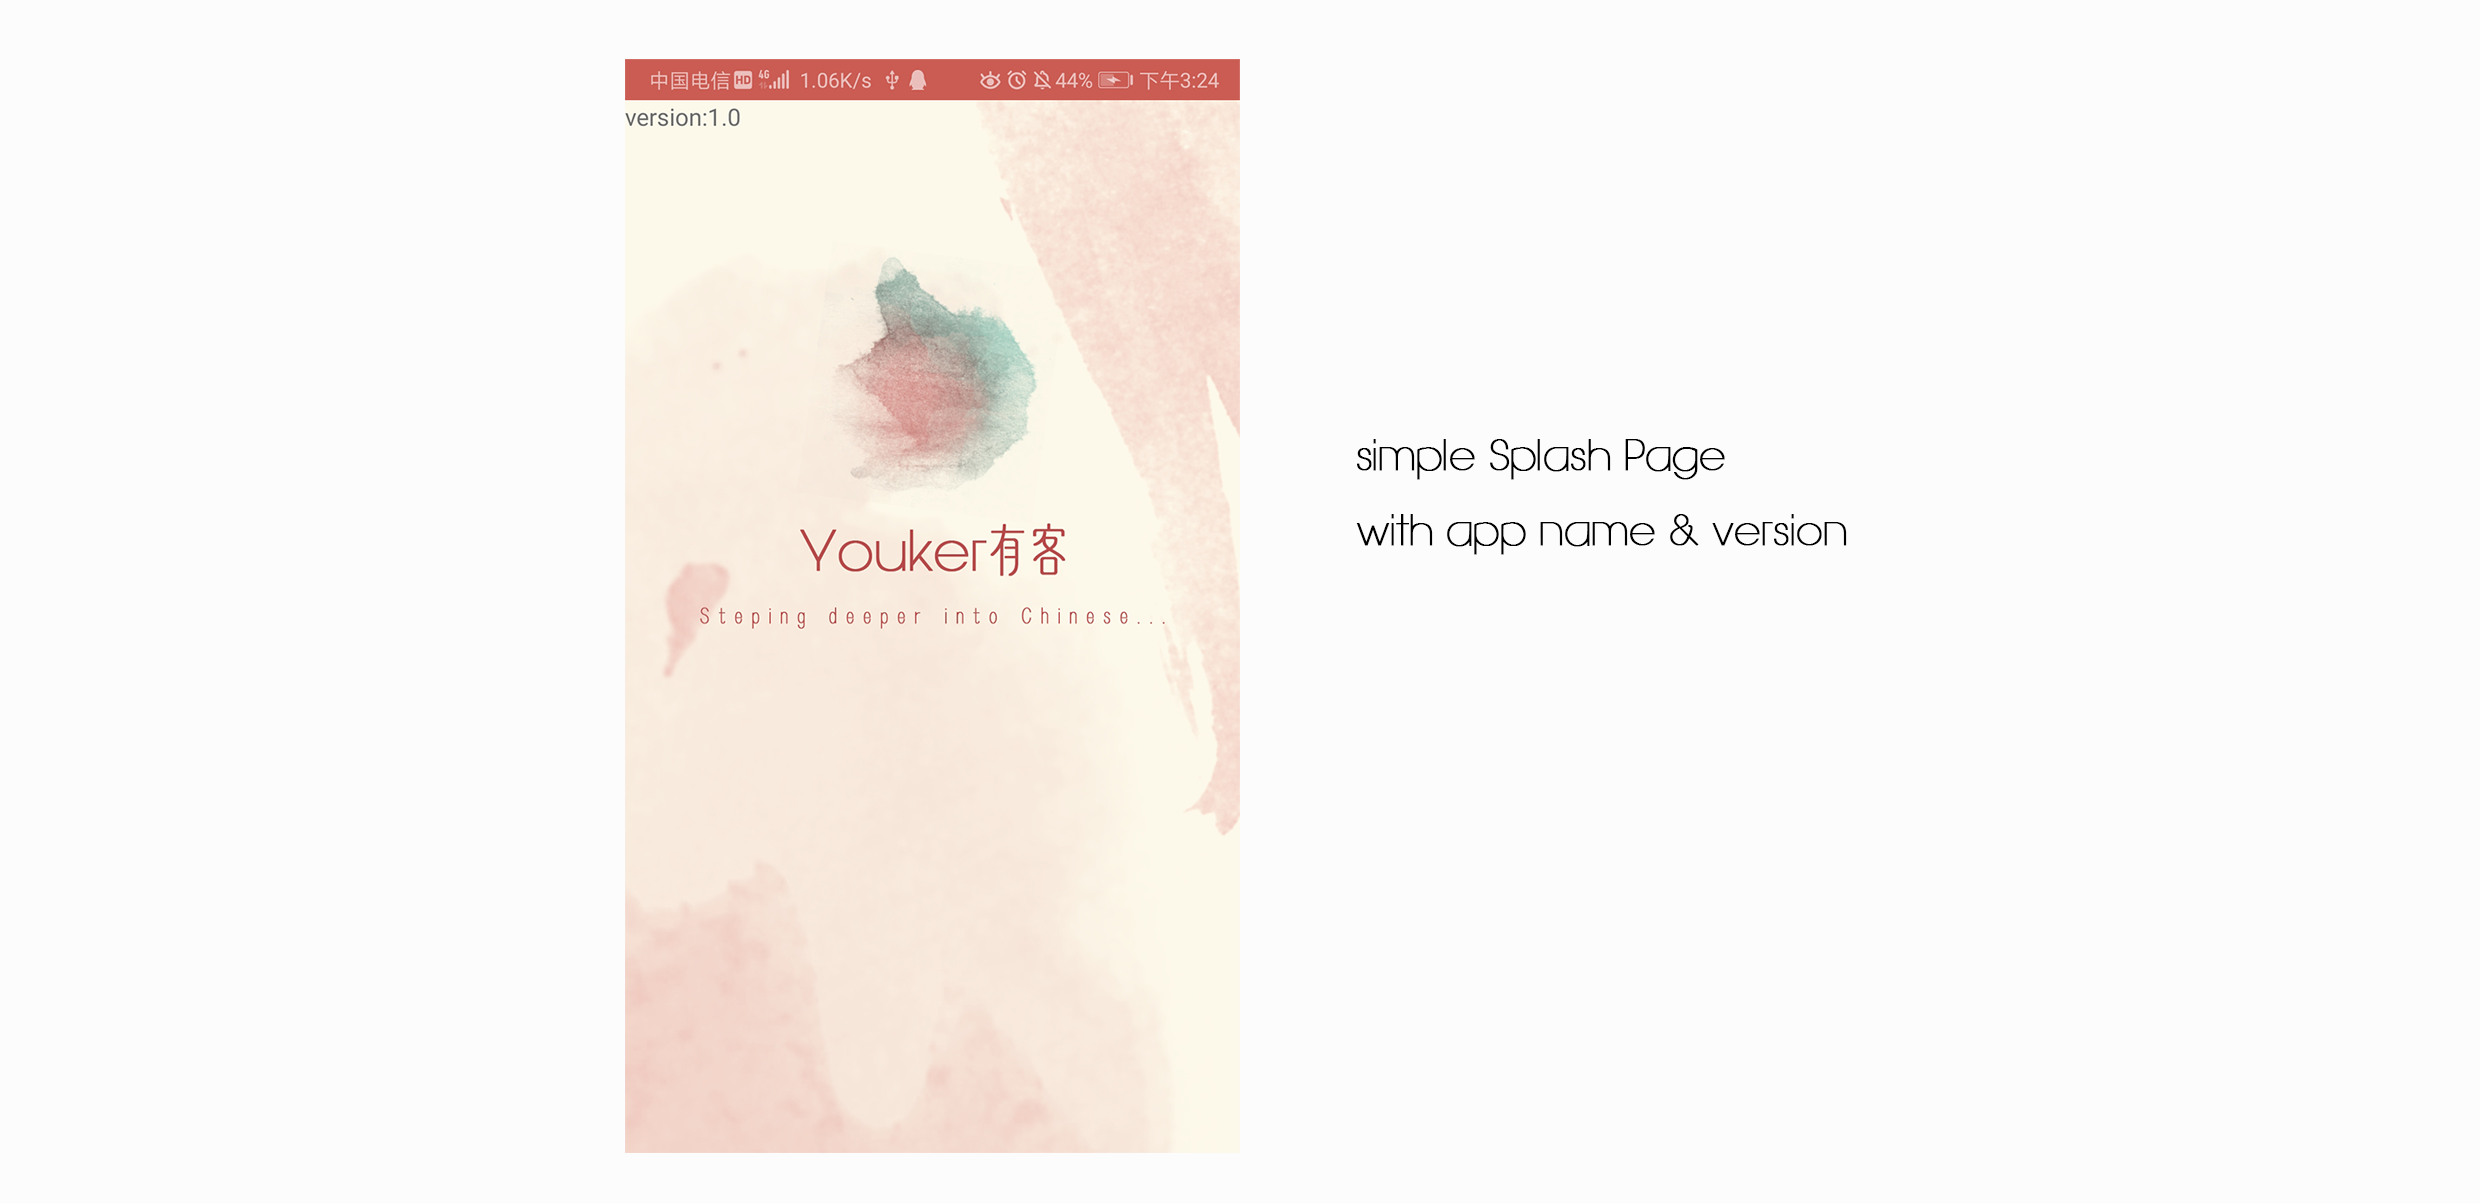 中国电信 HD 4G 1.06K/s 44% 下午3:24
version:1.0
Youker有客
Steping deeper into Chinese...
simple Splash Page
with app name & version